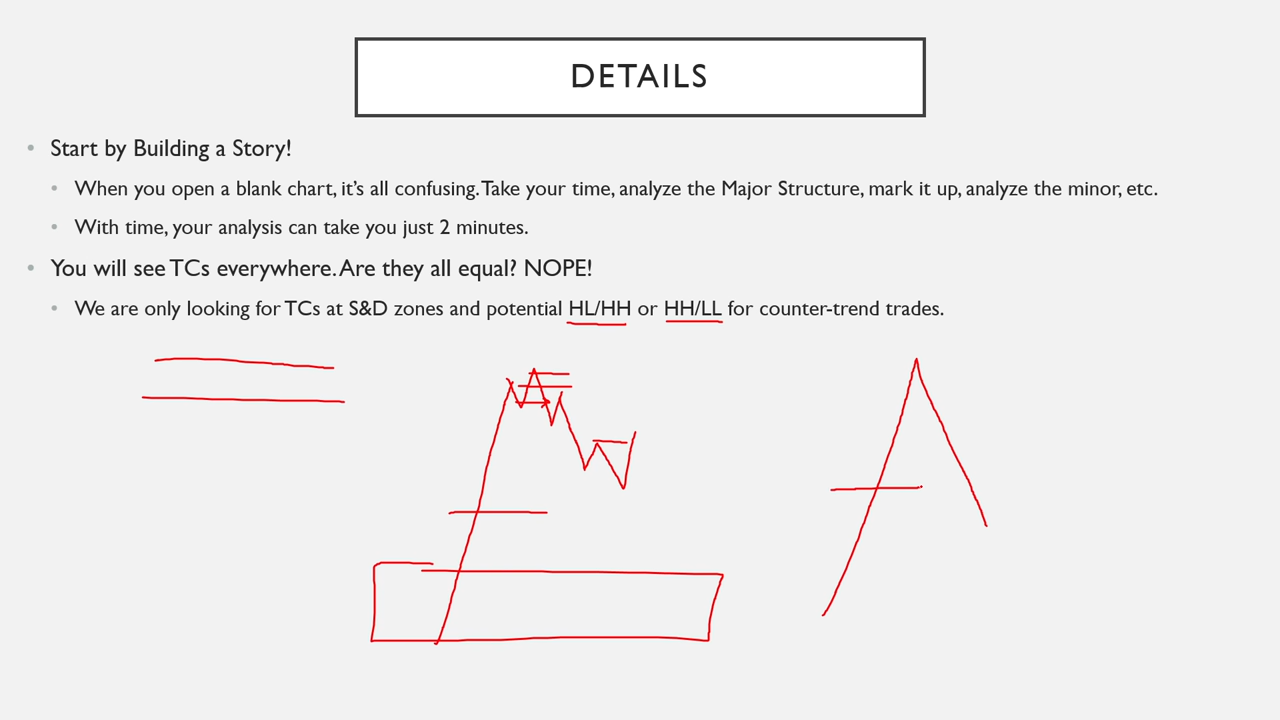 DETAILS
• Start by Building a Story!
• When you open a blank chart, it's all confusing. Take your time, analyze the Major Structure, mark it up, analyze the minor, etc.
• With time, your analysis can take you just 2 minutes.
• You will see TCs everywhere. Are they all equal? NOPE!
• We are only looking for TCs at S&D zones and potential HL/HH or HH/LL for counter-trend trades.